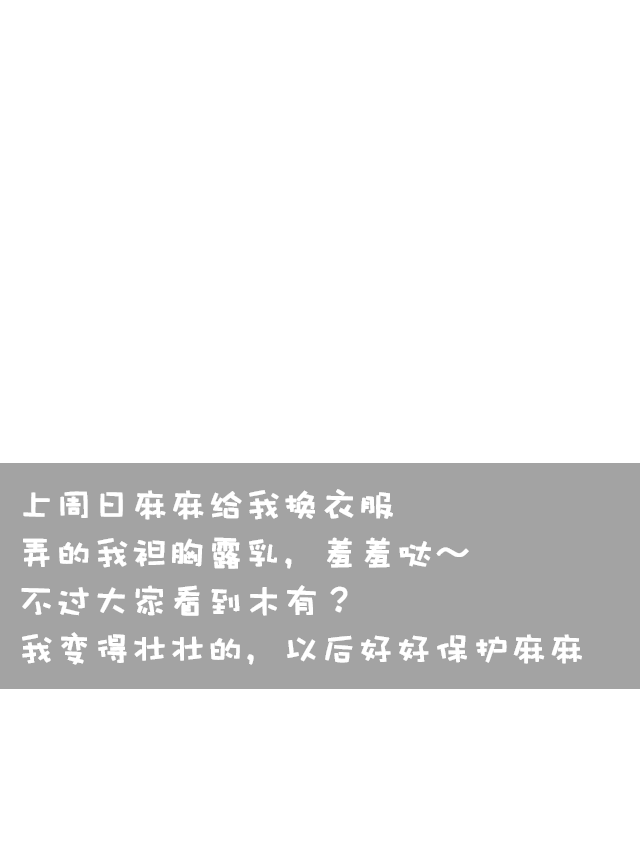 上周日麻麻给我换衣服
弄的我袒胸露乳，羞羞哒～
不过大家看到木有？
我变得壮壮的，以后好好保护麻麻